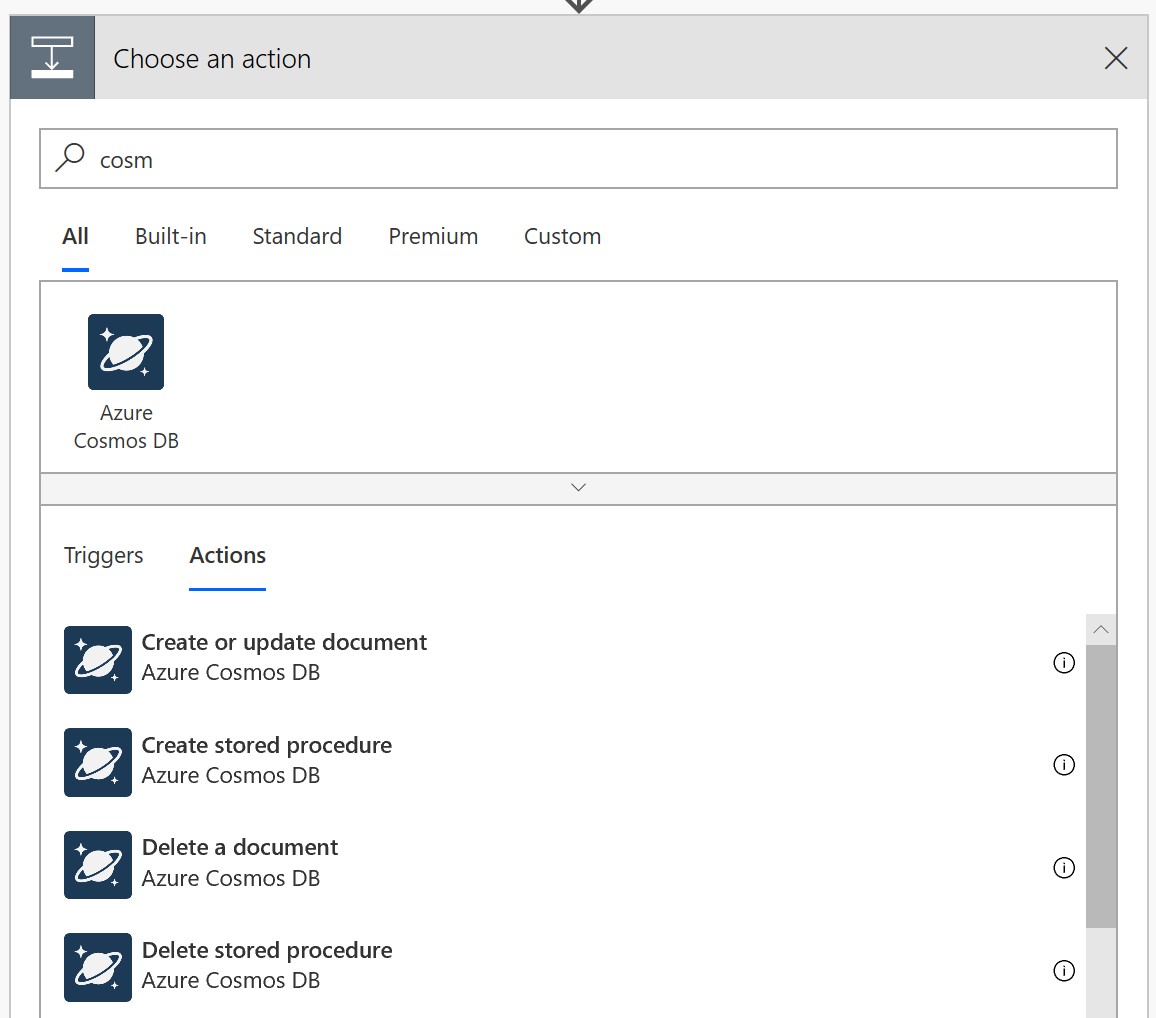 Choose an action
cosm
All Built-in Standard Premium Custom
Azure
Cosmos DB
Triggers Actions
Create or update document
Azure Cosmos DB
Create stored procedure
Azure Cosmos DB
Delete a document
Azure Cosmos DB
Delete stored procedure
Azure Cosmos DB